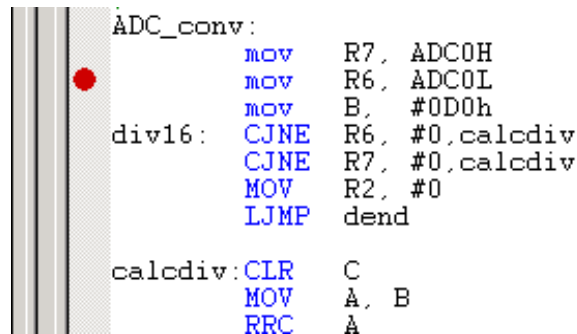 ADC_conv:
mov R7, ADC0H
mov R6, ADC0L
mov B, #0D0h
div16: CJNE R6, #0,calcdiv
CJNE R7, #0,calcdiv
MOV R2, #0
LJMP dend
calcdiv:CLR C
MOV A, B
RRC A